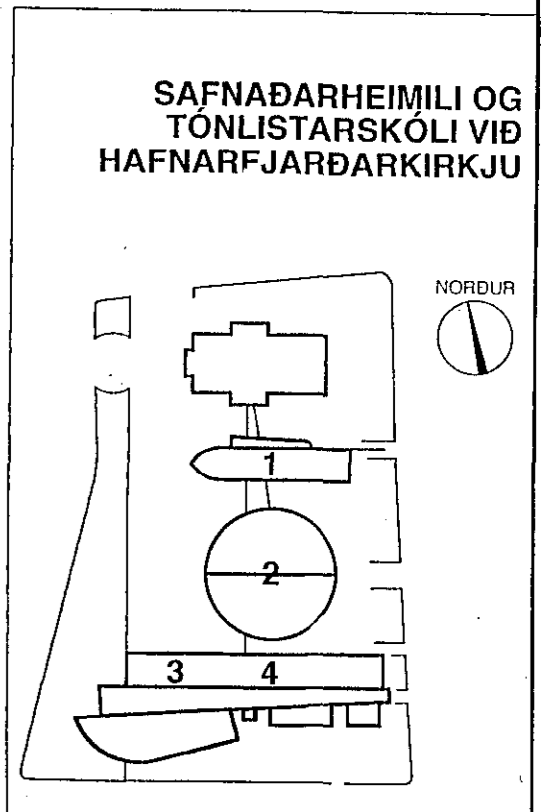 SAFNAÐARHEIMILI OG
TÓNLISTARSKÓLI VIÐ
HAFNARFJARÐARKIRKJU
NORÐUR
1
2
3 4